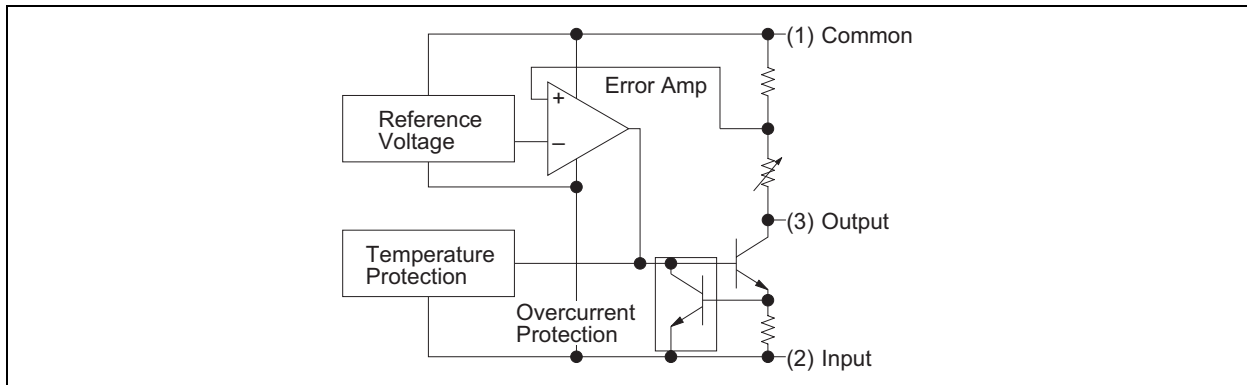 (1) Common
Error Amp
+
Reference
Voltage
−
(3) Output
Temperature
Protection
Overcurrent
Protection
(2) Input